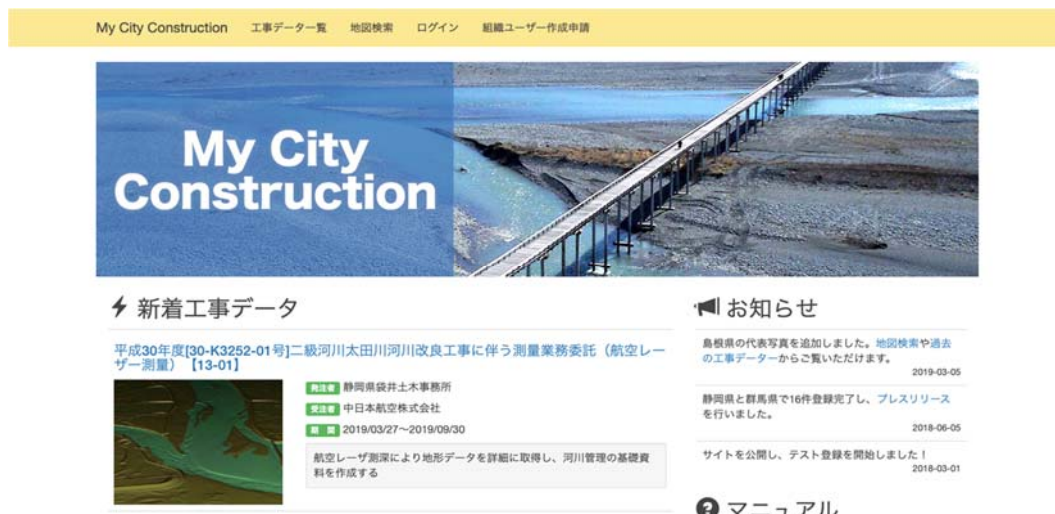 My City Construction 工事データ一覧 地図検索 ログイン 組織ユーザー作成申請
My City
Construction
新着工事データ
平成30年度[30-K3252-01号]二級河川太田川河川改良工事に伴う測量業務委託（航空レー
ザー測量）【13-01】
発注者 静岡県袋井土木事務所
受注者 中日本航空株式会社
期 間 2019/03/27～2019/09/30
航空レーザ測深により地形データを詳細に取得し、河川管理の基礎資
料を作成する
お知らせ
島根県の代表写真を追加しました。地図検索や過去
の工事データーからご覧いただけます。
2019-03-05
静岡県と群馬県で16件登録完了し、プレスリリース
を行いました。
2018-06-05
サイトを公開し、テスト登録を開始しました！
2018-03-01
マニュアル